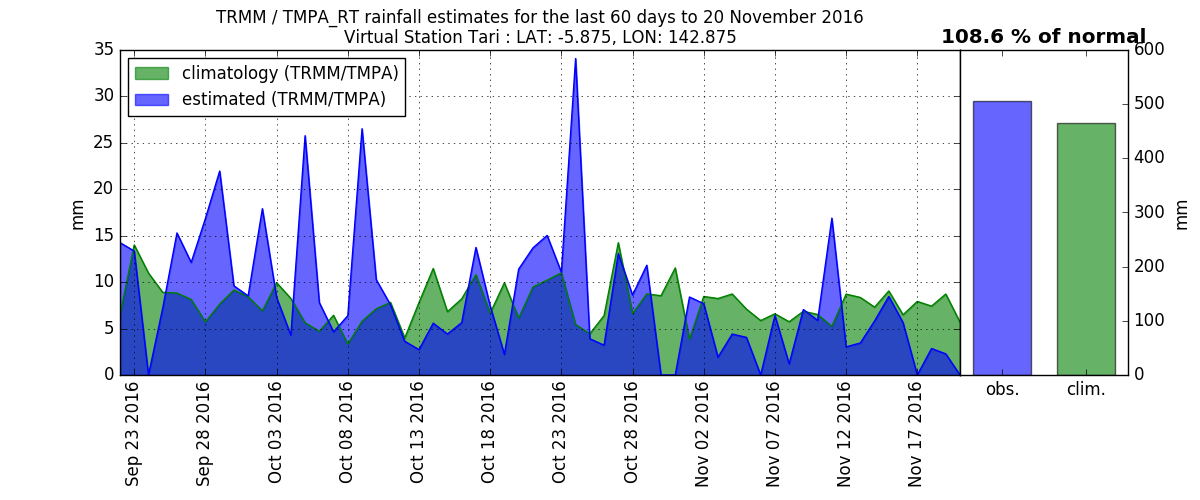 TRMM / TMPA_RT rainfall estimates for the last 60 days to 20 November 2016
Virtual Station Tari : LAT: -5.875, LON: 142.875
108.6 % of normal
climatology (TRMM/TMPA)
estimated (TRMM/TMPA)
mm
35
30
25
20
15
10
5
0
Sep 23 2016
Sep 28 2016
Oct 03 2016
Oct 08 2016
Oct 13 2016
Oct 18 2016
Oct 23 2016
Oct 28 2016
Nov 02 2016
Nov 07 2016
Nov 12 2016
Nov 17 2016
600
500
400
300
200
100
0
mm
obs.
clim.